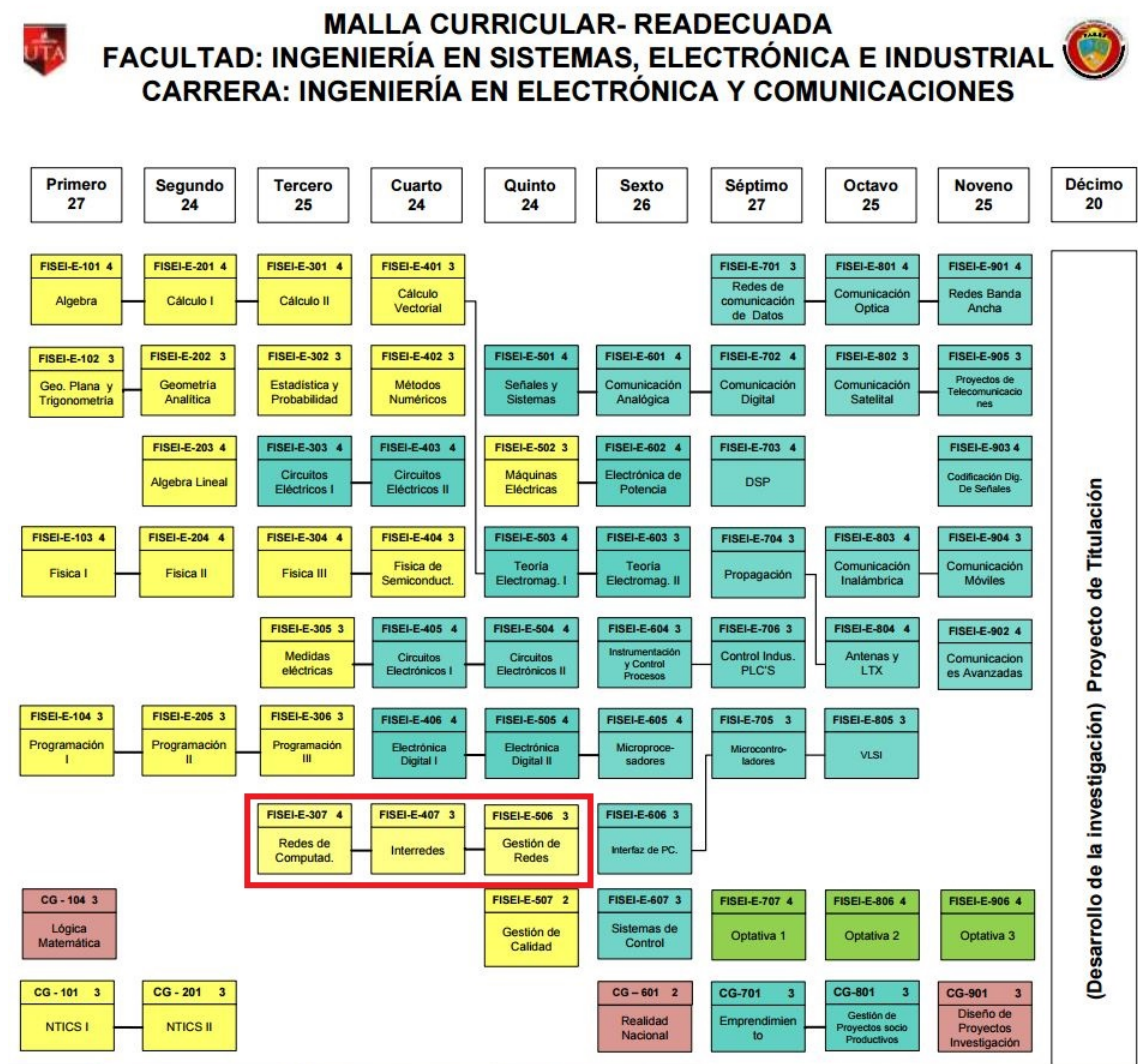 MALLA CURRICULAR- READECUADA
FACULTAD: INGENIERÍA EN SISTEMAS, ELECTRÓNICA E INDUSTRIAL
CARRERA: INGENIERÍA EN ELECTRÓNICA Y COMUNICACIONES
UTA
Primero
27
Segundo
24
Tercero
25
Cuarto
24
Quinto
24
Sexto
26
Séptimo
27
Octavo
25
Noveno
25
Décimo
20
FISEI-E-101 4
Algebra
FISEI-E-201 4
Cálculo I
FISEI-E-301 4
Cálculo II
FISEI-E-401 3
Cálculo
Vectorial
FISEI-E-701 3
Redes de
comunicación
de Datos
FISEI-E-801 4
Comunicación
Optica
FISEI-E-901 4
Redes Banda
Ancha
FISEI-E-102 3
Geo. Plana y
Trigonometría
FISEI-E-202 3
Geometría
Analítica
FISEI-E-302 3
Estadística y
Probabilidad
FISEI-E-402 3
Métodos
Numéricos
FISEI-E-501 4
Señales y
Sistemas
FISEI-E-601 4
Comunicación
Analógica
FISEI-E-702 4
Comunicación
Digital
FISEI-E-802 3
Comunicación
Satelital
FISEI-E-905 3
Proyectos de
Telecomunicacio
nes
FISEI-E-203 4
Algebra Lineal
FISEI-E-303 4
Circuitos
Eléctricos I
FISEI-E-403 4
Circuitos
Eléctricos II
FISEI-E-502 3
Máquinas
Eléctricas
FISEI-E-602 4
Electrónica de
Potencia
FISEI-E-703 4
DSP
FISEI-E-903 4
Codificación Dig.
De Señales
FISEI-E-103 4
Fisica I
FISEI-E-204 4
Fisica II
FISEI-E-304 4
Fisica III
FISEI-E-404 3
Fisica de
Semiconduct.
FISEI-E-503 4
Teoría
Electromag. I
FISEI-E-603 3
Teoría
Electromag. II
FISEI-E-704 3
Propagación
FISEI-E-803 4
Comunicación
Inalámbrica
FISEI-E-904 3
Comunicación
Móviles
FISEI-E-305 3
Medidas
eléctricas
FISEI-E-405 4
Circuitos
Electrónicos I
FISEI-E-504 4
Circuitos
Electrónicos II
FISEI-E-604 3
Instrumentación
y Control
Procesos
FISEI-E-706 3
Control Indus.
PLC'S
FISEI-E-804 4
Antenas y
LTX
FISEI-E-902 4
Comunicacion
es Avanzadas
FISEI-E-104 3
Programación
I
FISEI-E-205 3
Programación
II
FISEI-E-306 3
Programación
III
FISEI-E-406 4
Electrónica
Digital I
FISEI-E-505 4
Electrónica
Digital II
FISEI-E-605 4
Microproce-
sadores
FISI-E-705 3
Microcontro-
ladores
FISEI-E-805 3
VLSI
FISEI-E-307 4
Redes de
Computad.
FISEI-E-407 3
Interredes
FISEI-E-506 3
Gestión de
Redes
FISEI-E-606 3
Interfaz de PC.
CG - 104 3
Lógica
Matemática
FISEI-E-507 2
Gestión de
Calidad
FISEI-E-607 3
Sistemas de
Control
FISEI-E-707 4
Optativa 1
FISEI-E-806 4
Optativa 2
FISEI-E-906 4
Optativa 3
CG - 101 3
NTICS I
CG - 201 3
NTICS II
CG – 601 2
Realidad
Nacional
CG-701 3
Emprendimien
to
CG-801 3
Gestión de
Proyectos socio
Productivos
CG-901 3
Diseño de
Proyectos
Investigación
(Desarrollo de la investigación) Proyecto de Titulación